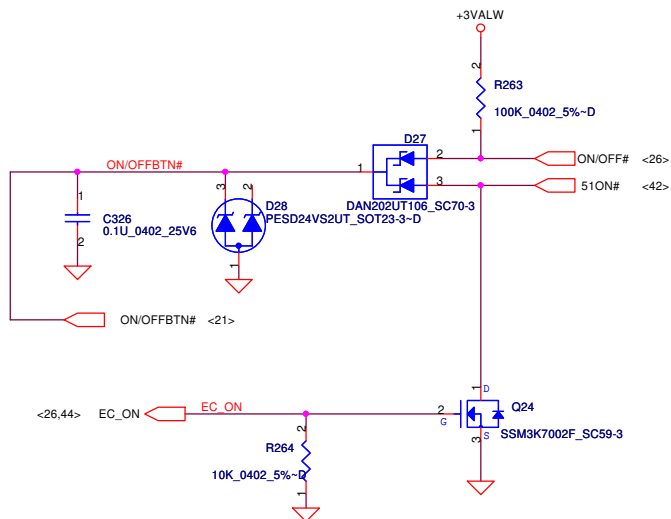 +3VALW
2
R263
100K_0402_5%~D
1
D27
ON/OFFBTN#
1
2
ON/OFF# <26>
3
51ON# <42>
DAN202UT106_SC70-3
1
C326
0.1U_0402_25V6
2
3
2
D28
PESD24VS2UT_SOT23-3~D
1
ON/OFFBTN# <21>
1
D
Q24
<26,44> EC_ON
EC_ON
2
G
S
3
SSM3K7002F_SC59-3
2
R264
10K_0402_5%~D
1